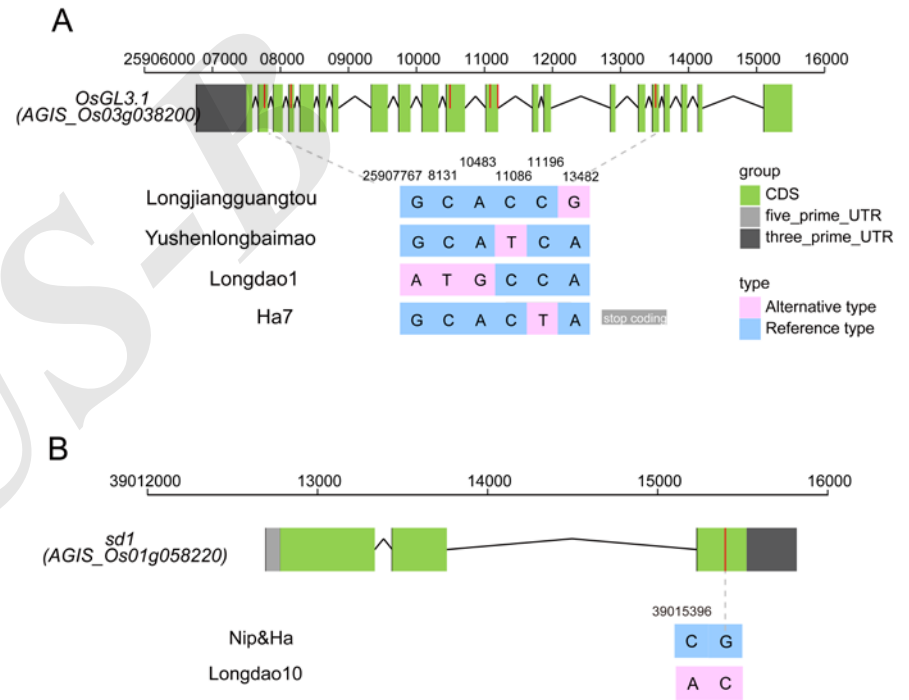 A
25906000 07000 08000 09000 10000 11000 12000 13000 14000 15000 16000
OsGL3.1
(AGIS_Os03g038200)
10483 11196
25907767 8131 11086 13482
Longjiangguangtou G C A C C G
Yushenlongbaimao G C A T C A
Longdao1 A T G C C A
Ha7 G C A C T A stop coding
group
CDS
five_prime_UTR
three_prime_UTR
type
Alternative type
Reference type
B
39012000 13000 14000 15000 16000
sd1
(AGIS_Os01g058220)
39015396
Nip&Ha C G
Longdao10 A C